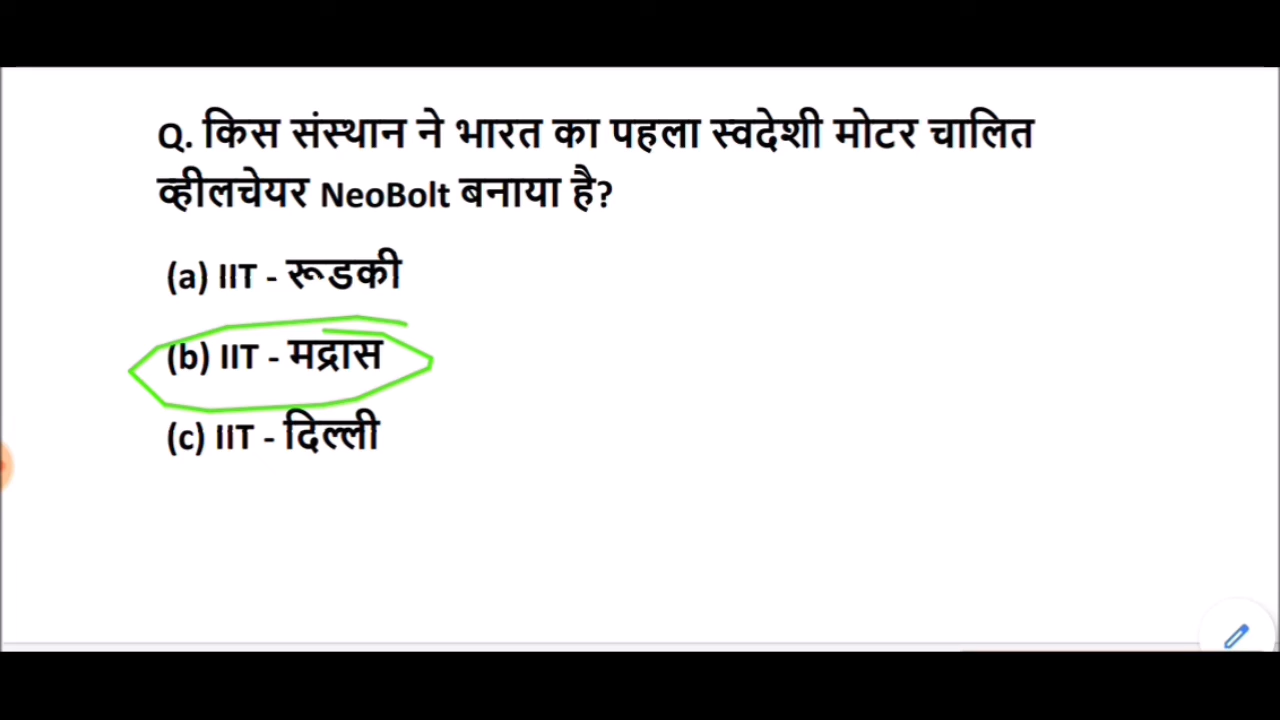 Q. किस संस्थान ने भारत का पहला स्वदेशी मोटर चालित
व्हीलचेयर NeoBolt बनाया है?
(a) IIT - रूडकी
(b) IIT - मद्रास
(c) IIT - दिल्ली